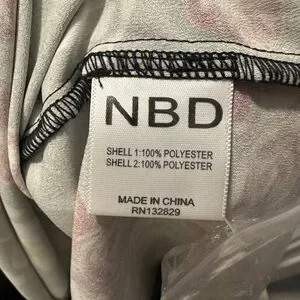 NBD
SHELL 1:100% POLYESTER
SHELL 2:100% POLYESTER
MADE IN CHINA
RN132829